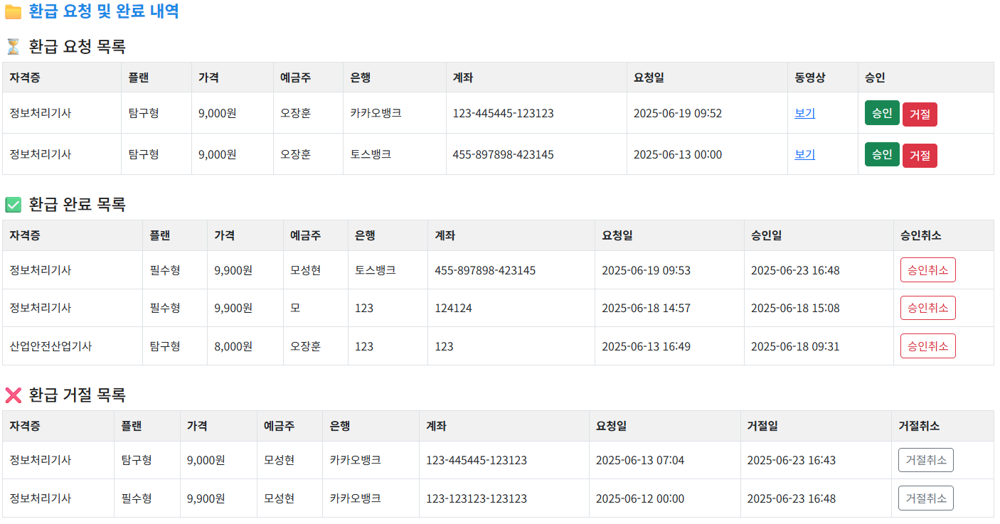 환급 요청 및 완료 내역
환급 요청 목록
자격증 플랜 가격 예금주 은행 계좌 요청일 동영상 승인
정보처리기사 탐구형 9,000원 오장훈 카카오뱅크 123-445445-123123 2025-06-19 09:52 보기 승인 거절
정보처리기사 탐구형 9,000원 오장훈 토스뱅크 455-897898-423145 2025-06-13 00:00 보기 승인 거절
환급 완료 목록
자격증 플랜 가격 예금주 은행 계좌 요청일 승인일 승인취소
정보처리기사 필수형 9,900원 모성현 토스뱅크 455-897898-423145 2025-06-19 09:53 2025-06-23 16:48 승인취소
정보처리기사 필수형 9,900원 모 123 124124 2025-06-18 14:57 2025-06-18 15:08 승인취소
산업안전산업기사 탐구형 8,000원 오장훈 123 123 2025-06-13 16:49 2025-06-18 09:31 승인취소
환급 거절 목록
자격증 플랜 가격 예금주 은행 계좌 요청일 거절일 거절취소
정보처리기사 탐구형 9,000원 모성현 카카오뱅크 123-445445-123123 2025-06-13 07:04 2025-06-23 16:43 거절취소
정보처리기사 필수형 9,900원 모성현 카카오뱅크 123-123123-123123 2025-06-12 00:00 2025-06-23 16:48 거절취소